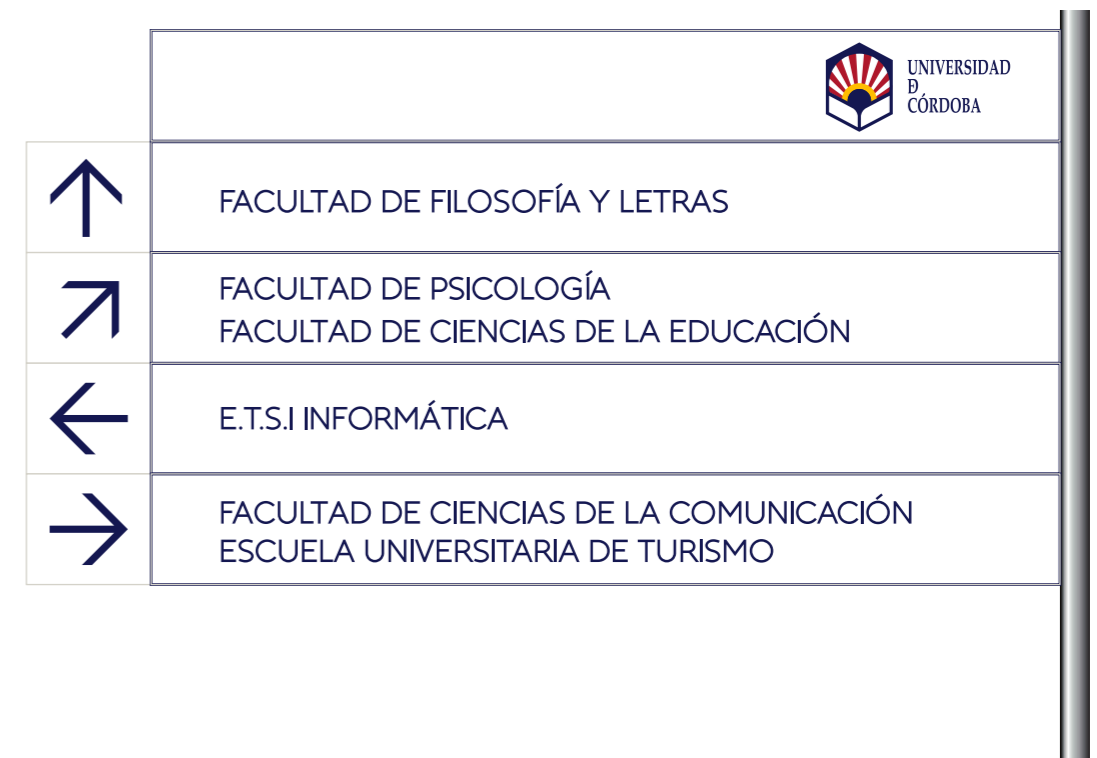 UNIVERSIDAD
Đ
CÓRDOBA
FACULTAD DE FILOSOFÍA Y LETRAS
FACULTAD DE PSICOLOGÍA
FACULTAD DE CIENCIAS DE LA EDUCACIÓN
E.T.S.I INFORMÁTICA
FACULTAD DE CIENCIAS DE LA COMUNICACIÓN
ESCUELA UNIVERSITARIA DE TURISMO